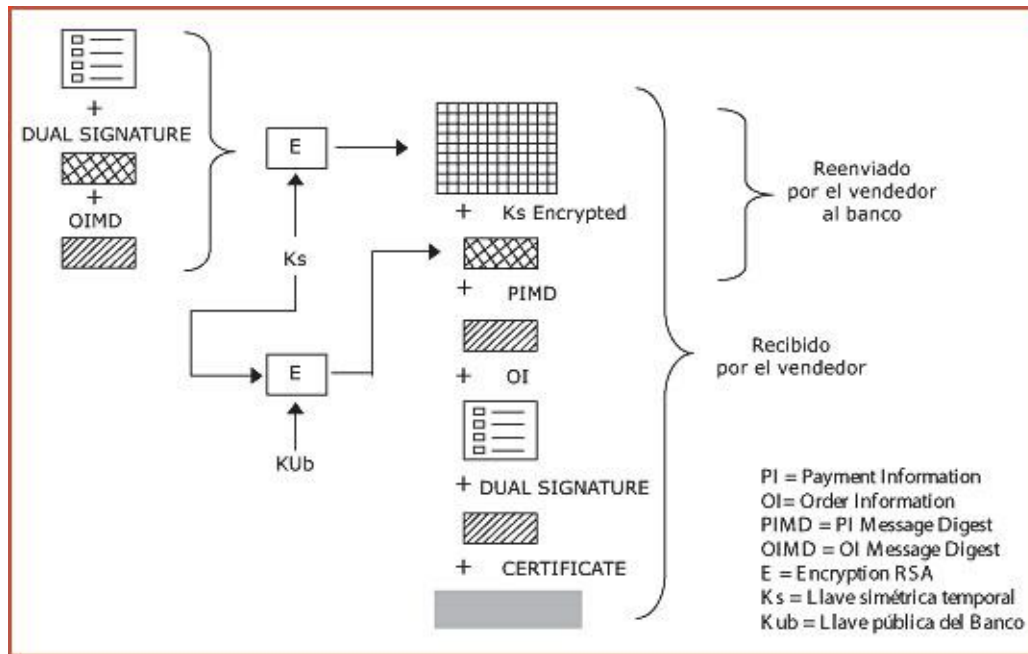 +
DUAL SIGNATURE
+
OIMD
E
Ks
E
KUb
+ Ks Encrypted
+ PIMD
+ OI
+ DUAL SIGNATURE
+ CERTIFICATE
Reenviado
por el vendedor
al banco
Recibido
por el vendedor
PI = Payment Information
OI= Order Information
PIMD = PI Message Digest
OIMD = OI Message Digest
E = Encryption RSA
Ks = Llave simétrica temporal
Kub = Llave pública del Banco